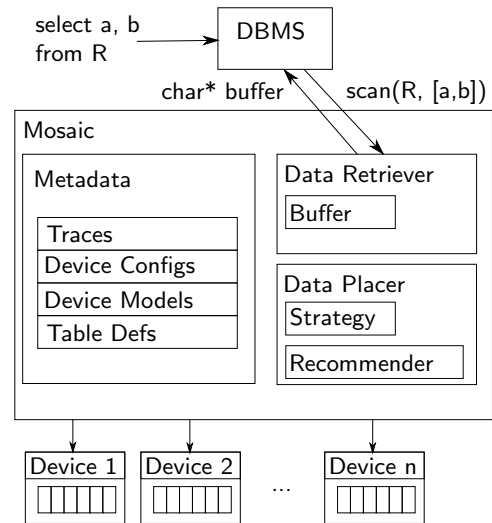 select a, b
from R
DBMS
char* buffer
scan(R, [a,b])
Mosaic
Metadata
Traces
Device Configs
Device Models
Table Defs
Data Retriever
Buffer
Data Placer
Strategy
Recommender
Device 1
Device 2
...
Device n